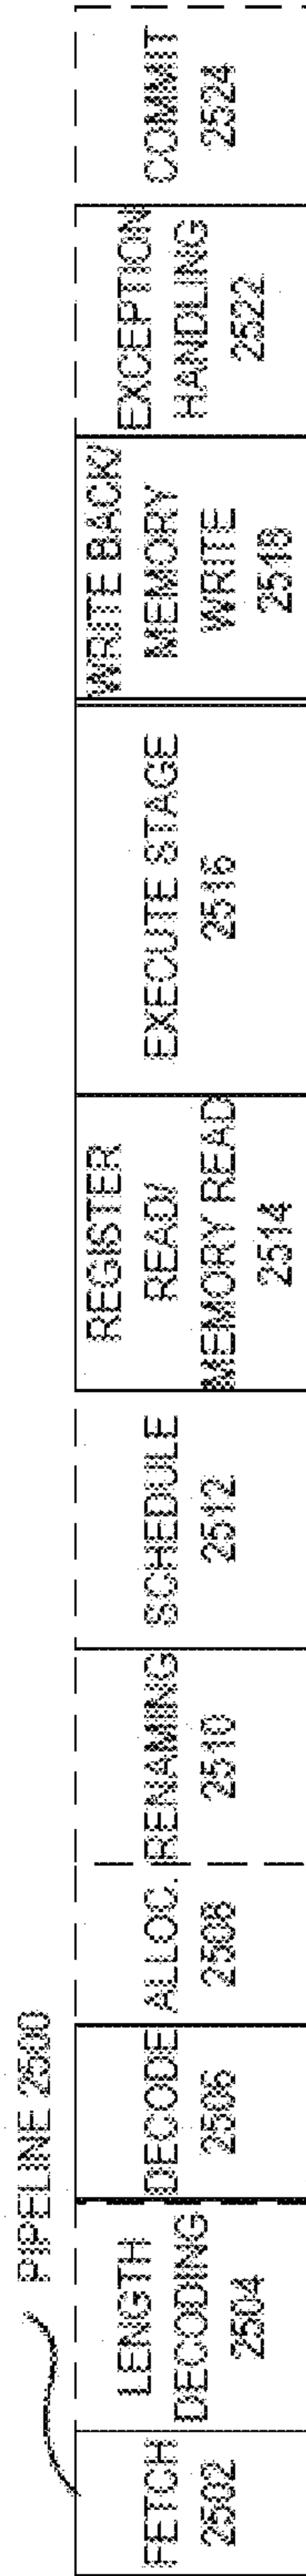 PIPELINE 2500
FETCH
2502
LENGTH
DECODING
2504
DECODE
2506
ALLOC.
2508
RENAMING
2510
SCHEDULE
2512
REGISTER
READ/
MEMORY READ
2514
EXECUTE STAGE
2516
WRITE BACK/
MEMORY
WRITE
2518
EXCEPTION
HANDLING
2522
COMMIT
2524